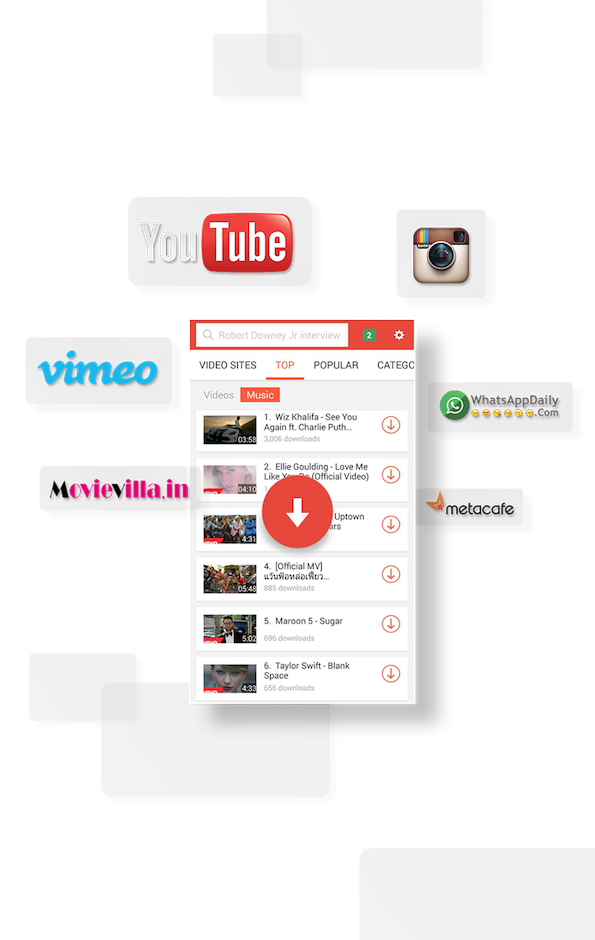 YouTube
Insta
Robert Downey Jr interview
2
vimeo
VIDEO SITES TOP POPULAR CATEGO
Videos Music
WhatsAppDaily
.Com
1. Wiz Khalifa - See You
Again ft. Charlie Puth...
3,006 downloads
03:58
2. Ellie Goulding - Love Me
Like You Do (Official Video)
04:10
Movievilla.in
metacafe
Uptown
4:31
4. [Official MV]
แว้นฟ้อหล่อเฟี้ยว...
885 downloads
05:48
5. Maroon 5 - Sugar
696 downloads
vevo
5:02
6. Taylor Swift - Blank
Space
656 downloads
vevo
4:33